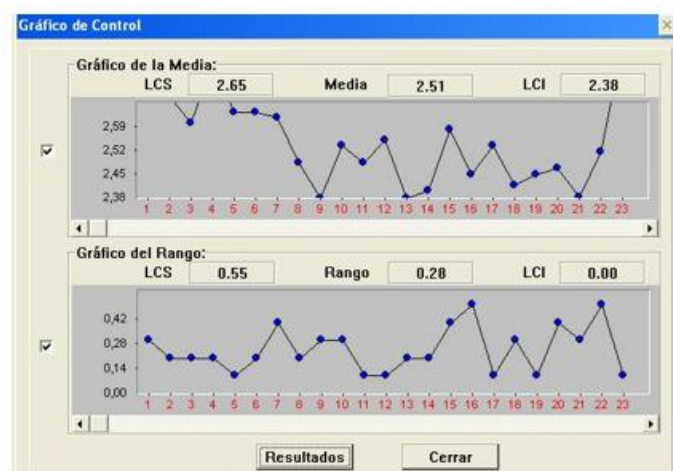 Gráfico de Control
Gráfico de la Media:
LCS 2.65 Media 2.51 LCI 2.38
2,59
2,52
2,45
2,38
1 2 3 4 5 6 7 8 9 10 11 12 13 14 15 16 17 18 19 20 21 22 23
Gráfico del Rango:
LCS 0.55 Rango 0.28 LCI 0.00
0,42
0,28
0,14
0,00
1 2 3 4 5 6 7 8 9 10 11 12 13 14 15 16 17 18 19 20 21 22 23
Resultados Cerrar